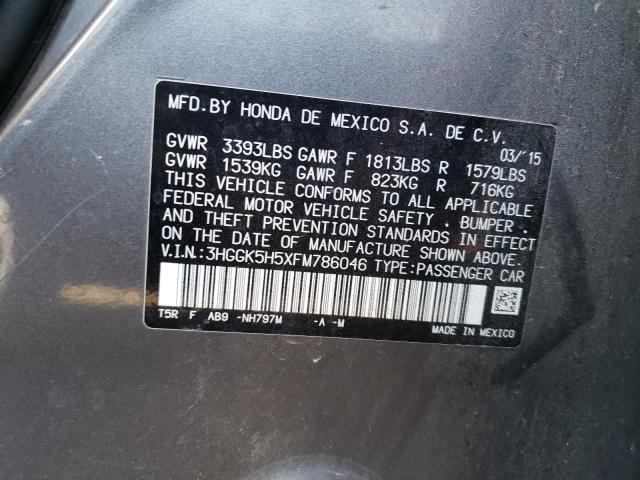 MFD.BY HONDA DE MEXICO S.A. DE C.V.
03/'15
GVWR 3393LBS GAWR F 1813LBS R 1579LBS
GVWR 1539KG GAWR F 823KG R 716KG
THIS VEHICLE CONFORMS TO ALL APPLICABLE
FEDERAL MOTOR VEHICLE SAFETY , BUMPER ,
AND THEFT PREVENTION STANDARDS IN EFFECT
ON THE DATE OF MANUFACTURE SHOWN ABOVE.
V.I.N.:3HGGK5H5XFM786046 TYPE:PASSENGER CAR
T5R F AB9 -NH797M -A -M
MADE IN MEXICO